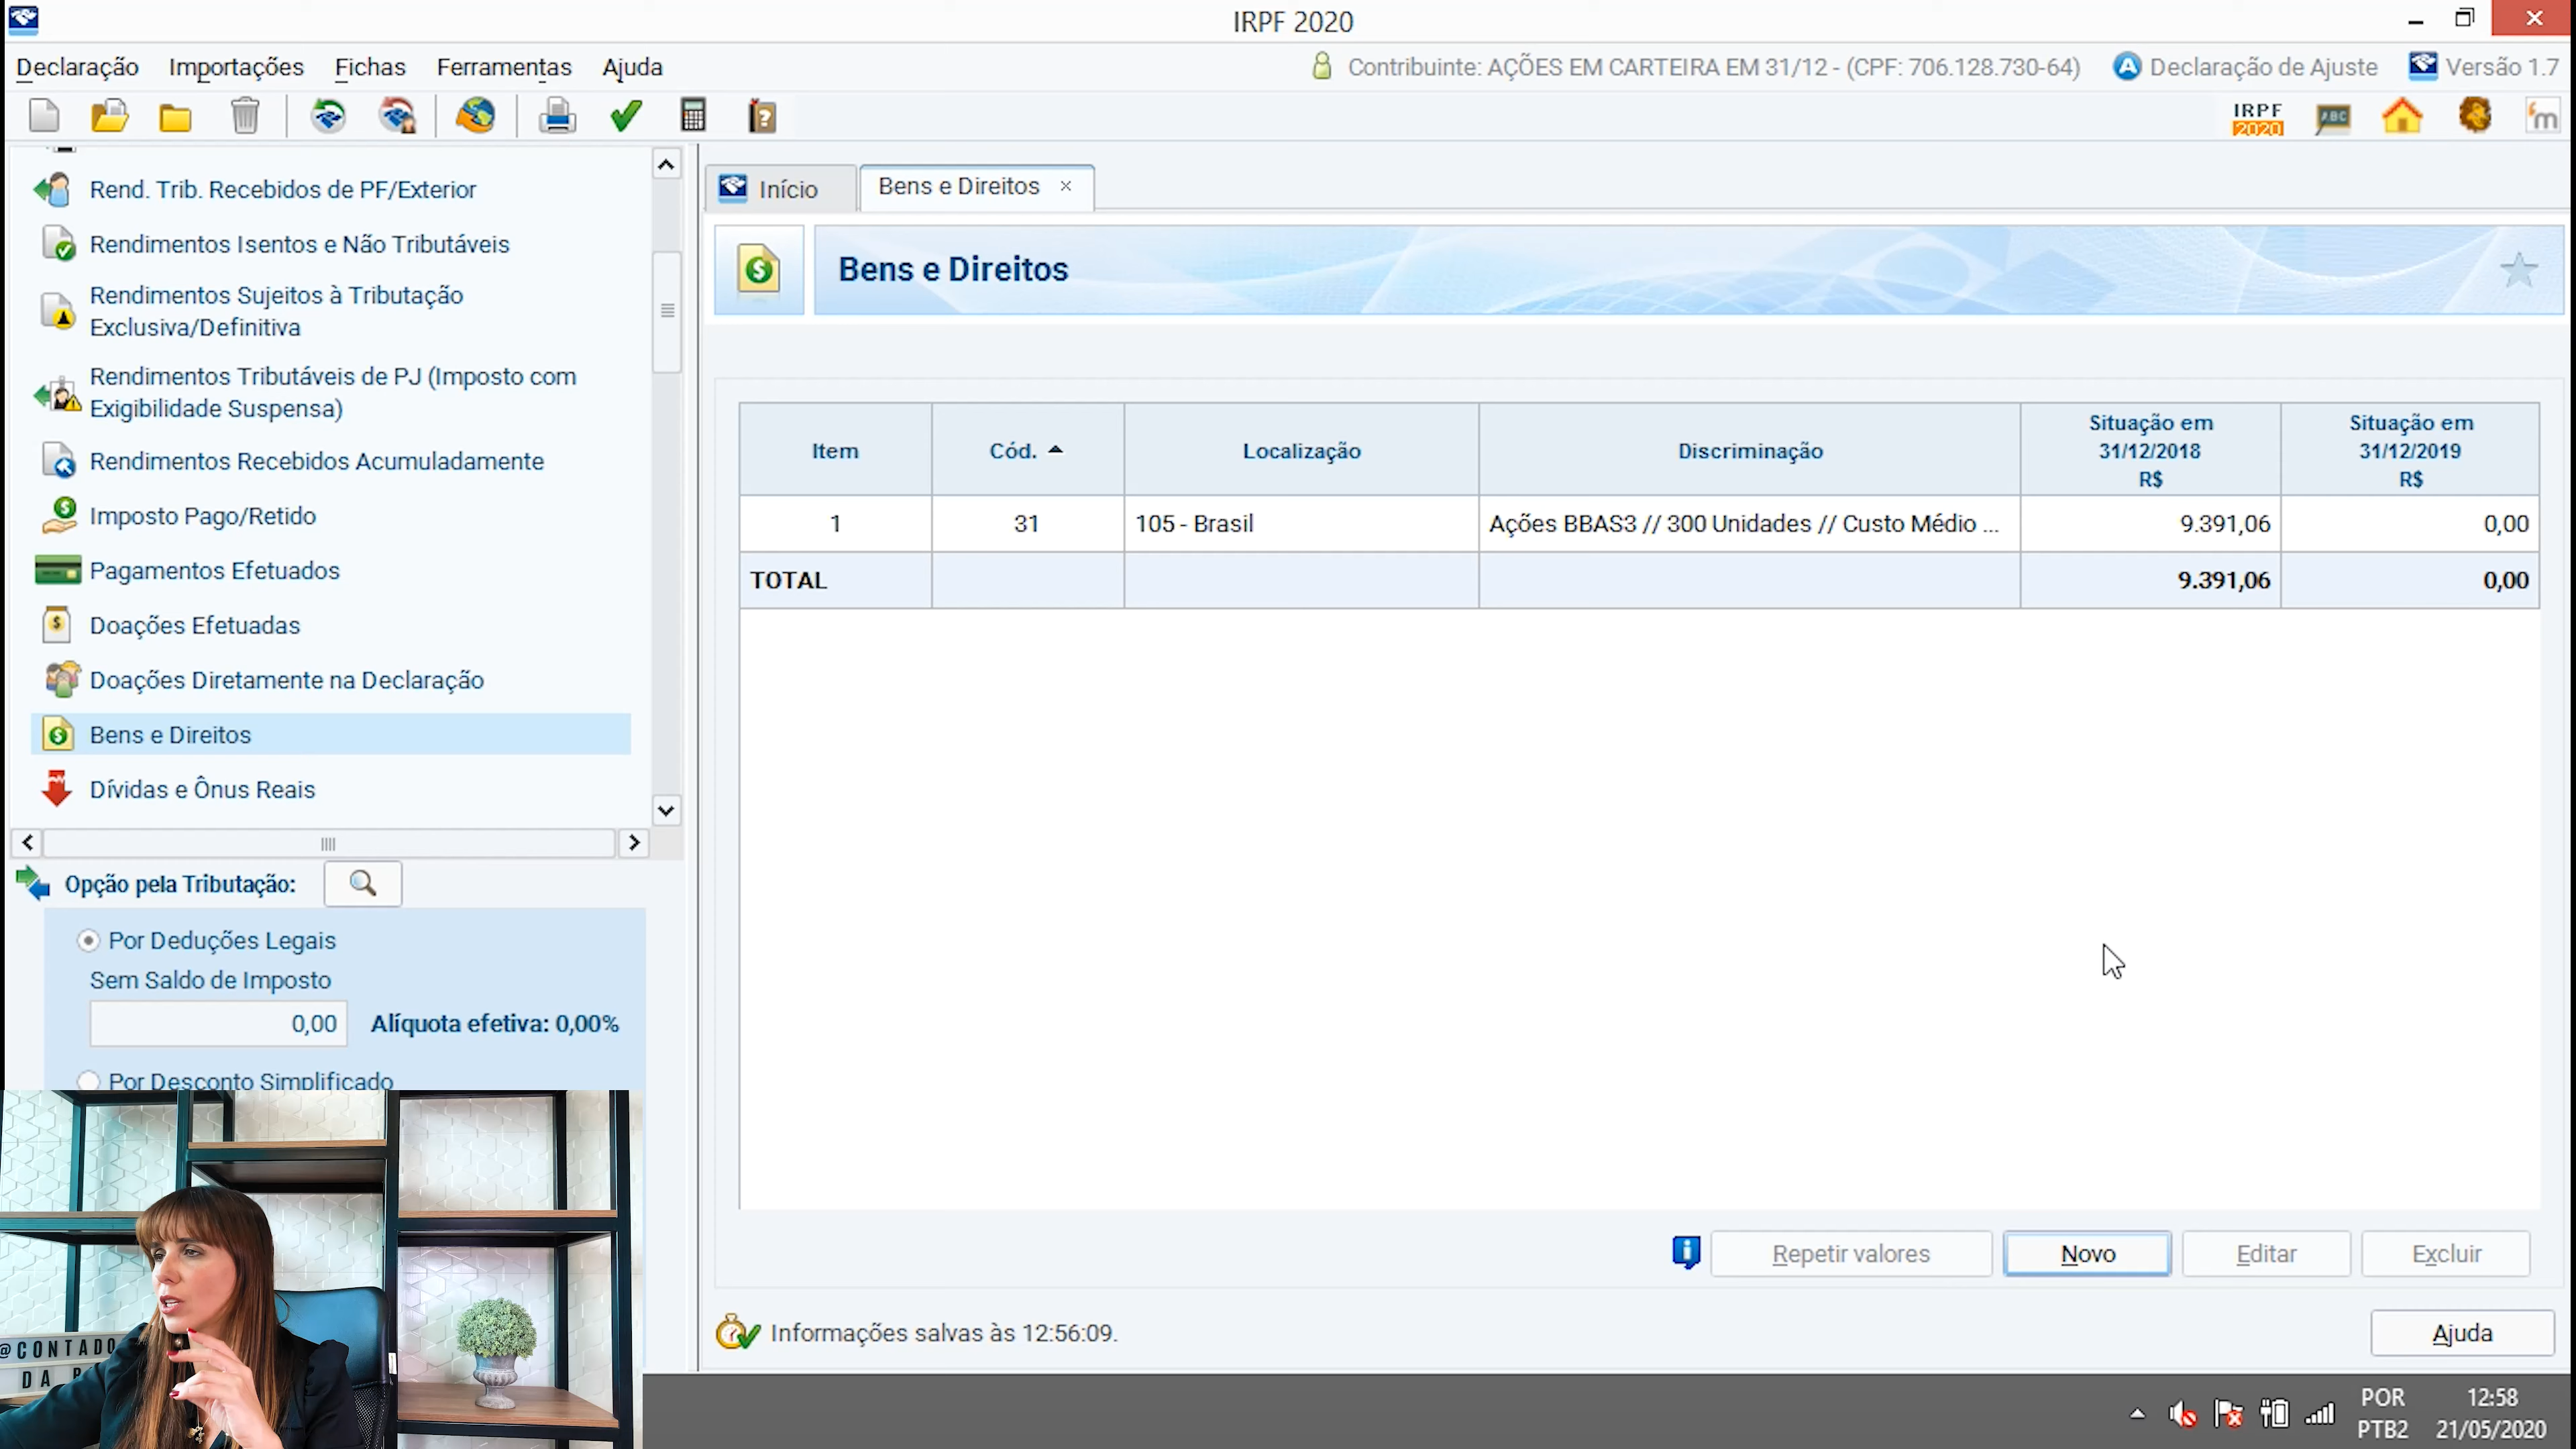 IRPF 2020
Declaração Importações Fichas Ferramentas Ajuda
Contribuinte: AÇÕES EM CARTEIRA EM 31/12 - (CPF: 706.128.730-64) Declaração de Ajuste Versão 1.7
IRPF
2020
ABC
m
Rend. Trib. Recebidos de PF/Exterior
Rendimentos Isentos e Não Tributáveis
Rendimentos Sujeitos à Tributação
Exclusiva/Definitiva
Rendimentos Tributáveis de PJ (Imposto com
Exigibilidade Suspensa)
Rendimentos Recebidos Acumuladamente
Imposto Pago/Retido
Pagamentos Efetuados
Doações Efetuadas
Doações Diretamente na Declaração
Bens e Direitos
Dívidas e Ônus Reais
Opção pela Tributação:
Por Deduções Legais
Sem Saldo de Imposto
0,00 Alíquota efetiva: 0,00%
Por Desconto Simplificado
Início
Bens e Direitos
Bens e Direitos
Item
Cód.
Localização
Discriminação
Situação em
31/12/2018
R$
Situação em
31/12/2019
R$
1 31 105 - Brasil Ações BBAS3 // 300 Unidades // Custo Médio ... 9.391,06 0,00
TOTAL 9.391,06 0,00
Repetir valores Novo Editar Excluir
Informações salvas às 12:56:09.
Ajuda
@CONTADO
DA
POR
PTB2
12:58
21/05/2020